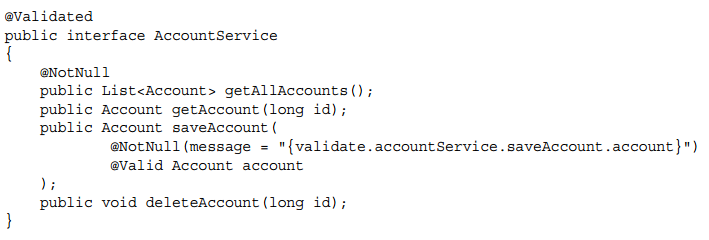 @Validated
public interface AccountService
{
    @NotNull
    public List<Account> getAllAccounts();
    public Account getAccount(long id);
    public Account saveAccount(
            @NotNull(message = "{validate.accountService.saveAccount.account}")
            @Valid Account account
    );
    public void deleteAccount(long id);
}